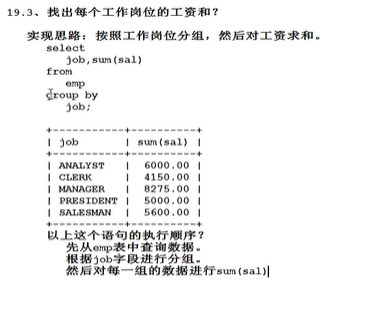 19.3、找出每个工作岗位的工资和?
实现思路: 按照工作岗位分组, 然后对工资求和。
select
job,sum(sal)
from
emp
group by
job;
+-----------+----------+
| job | sum(sal) |
+-----------+----------+
| ANALYST | 6000.00 |
| CLERK | 4150.00 |
| MANAGER | 8275.00 |
| PRESIDENT | 5000.00 |
| SALESMAN | 5600.00 |
+-----------+----------+
以上这个语句的执行顺序?
先从emp表中查询数据。
根据job字段进行分组。
然后对每一组的数据进行sum(sal)